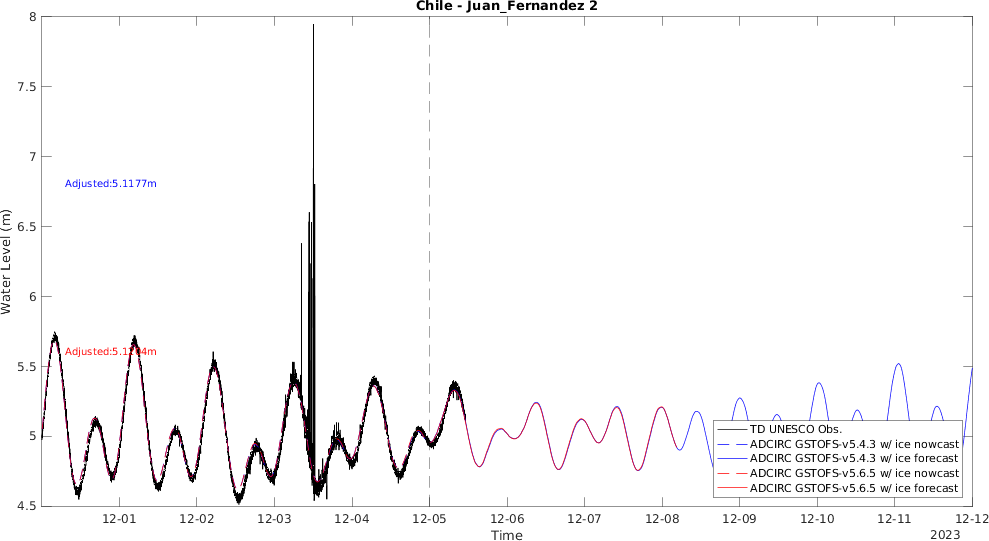 Chile - Juan_Fernandez 2
Water Level (m)
8
7.5
7
6.5
6
5.5
5
4.5
Adjusted:5.1177m
TD UNESCO Obs.
ADCIRC GSTOFS-v5.4.3 w/ ice nowcast
ADCIRC GSTOFS-v5.4.3 w/ ice forecast
ADCIRC GSTOFS-v5.6.5 w/ ice nowcast
ADCIRC GSTOFS-v5.6.5 w/ ice forecast
12-01 12-02 12-03 12-04 12-05 12-06 12-07 12-08 12-09 12-10 12-11 12-12
Time
2023